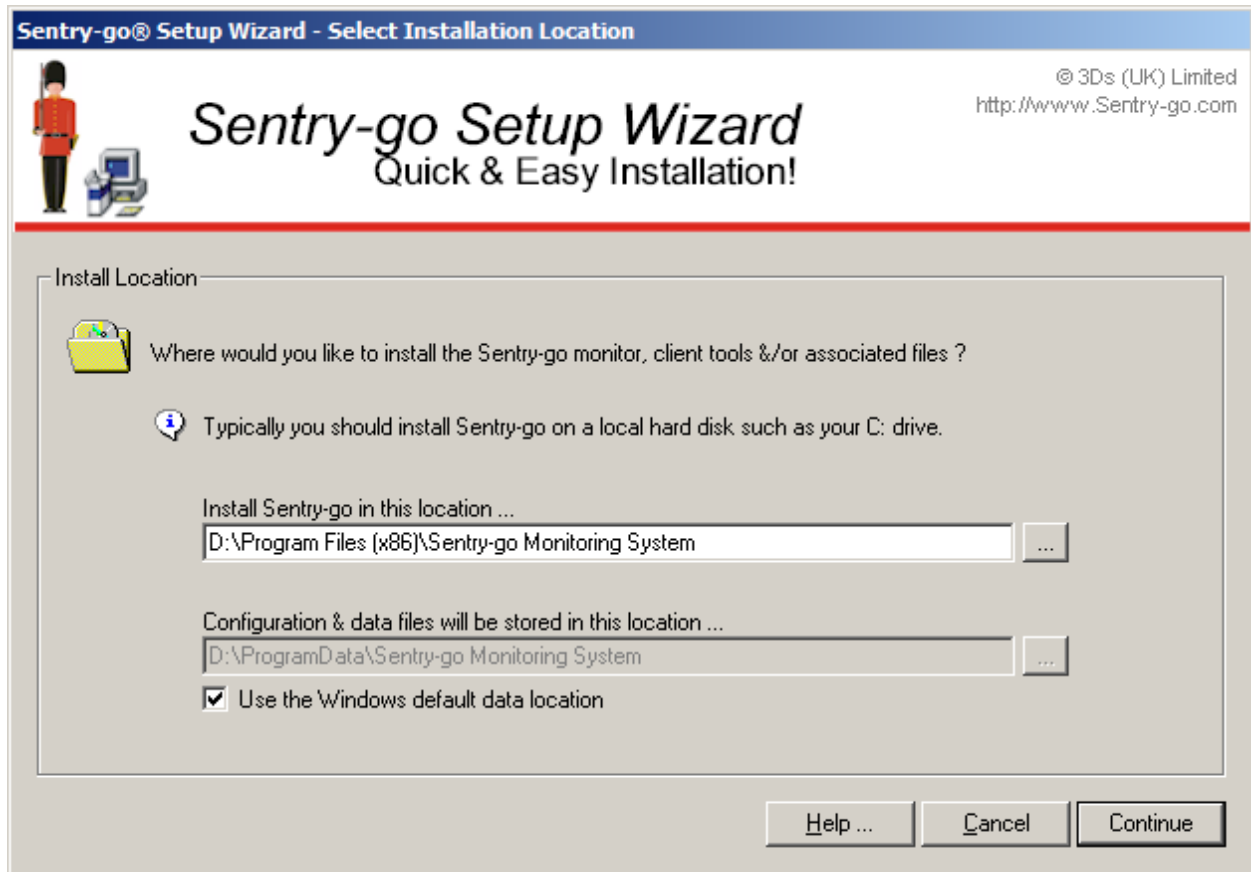 Sentry-go® Setup Wizard - Select Installation Location
© 3Ds (UK) Limited
http://www.Sentry-go.com
Sentry-go Setup Wizard
Quick & Easy Installation!
Install Location
Where would you like to install the Sentry-go monitor, client tools &/or associated files ?
Typically you should install Sentry-go on a local hard disk such as your C: drive.
Install Sentry-go in this location ...
D:\Program Files (x86)\Sentry-go Monitoring System
...
Configuration & data files will be stored in this location ...
D:\ProgramData\Sentry-go Monitoring System
...
Use the Windows default data location
Help ...
Cancel
Continue